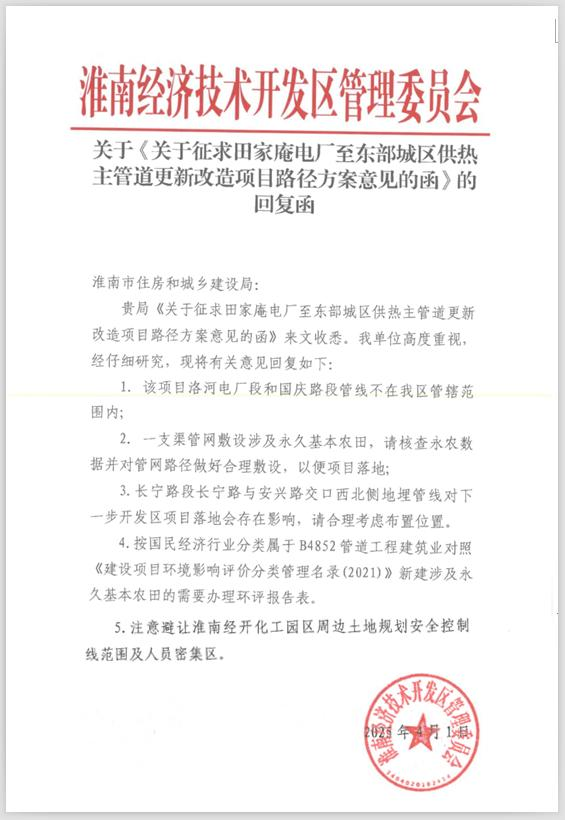 淮南经济技术开发区管理委员会
关于《关于征求田家庵电厂至东部城区供热
主管道更新改造项目路径方案意见的函》的
回复函
淮南市住房和城乡建设局：
贵局《关于征求田家庵电厂至东部城区供热主管道更新
改造项目路径方案意见的函》来文收悉。我单位高度重视，
经仔细研究，现将有关意见回复如下：
1. 该项目洛河电厂段和国庆路段管线不在我区管辖范
围内；
2. 一支渠管网敷设涉及永久基本农田，请核查永农数
据并对管网路径做好合理敷设，以便项目落地；
3.长宁路段长宁路与安兴路交口西北侧地埋管线对下
一步开发区项目落地会存在影响，请合理考虑布置位置。
4.按国民经济行业分类属于B4852管道工程建筑业对照
《建设项目环境影响评价分类管理名录(2021)》新建涉及永
久基本农田的需要办理环评报告表。
5.注意避让淮南经开化工园区周边土地规划安全控制
线范围及人员密集区。
2025年4月1日
淮南经济技术开发区管理委员会